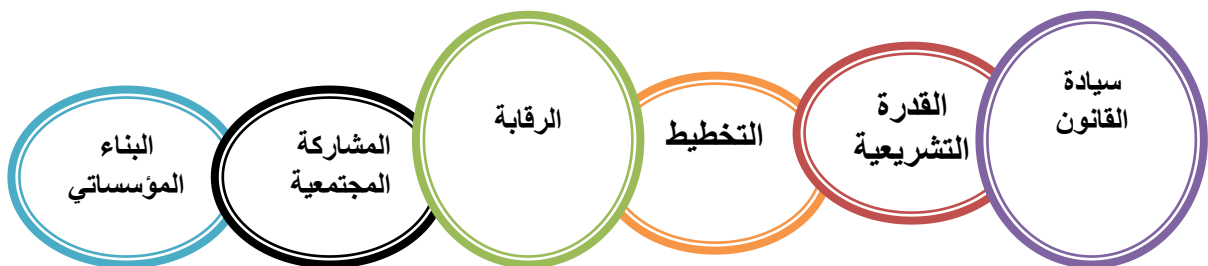 سيادة
القانون
القدرة
التشريعية
التخطيط
الرقابة
المشاركة
المجتمعية
البناء
المؤسساتي